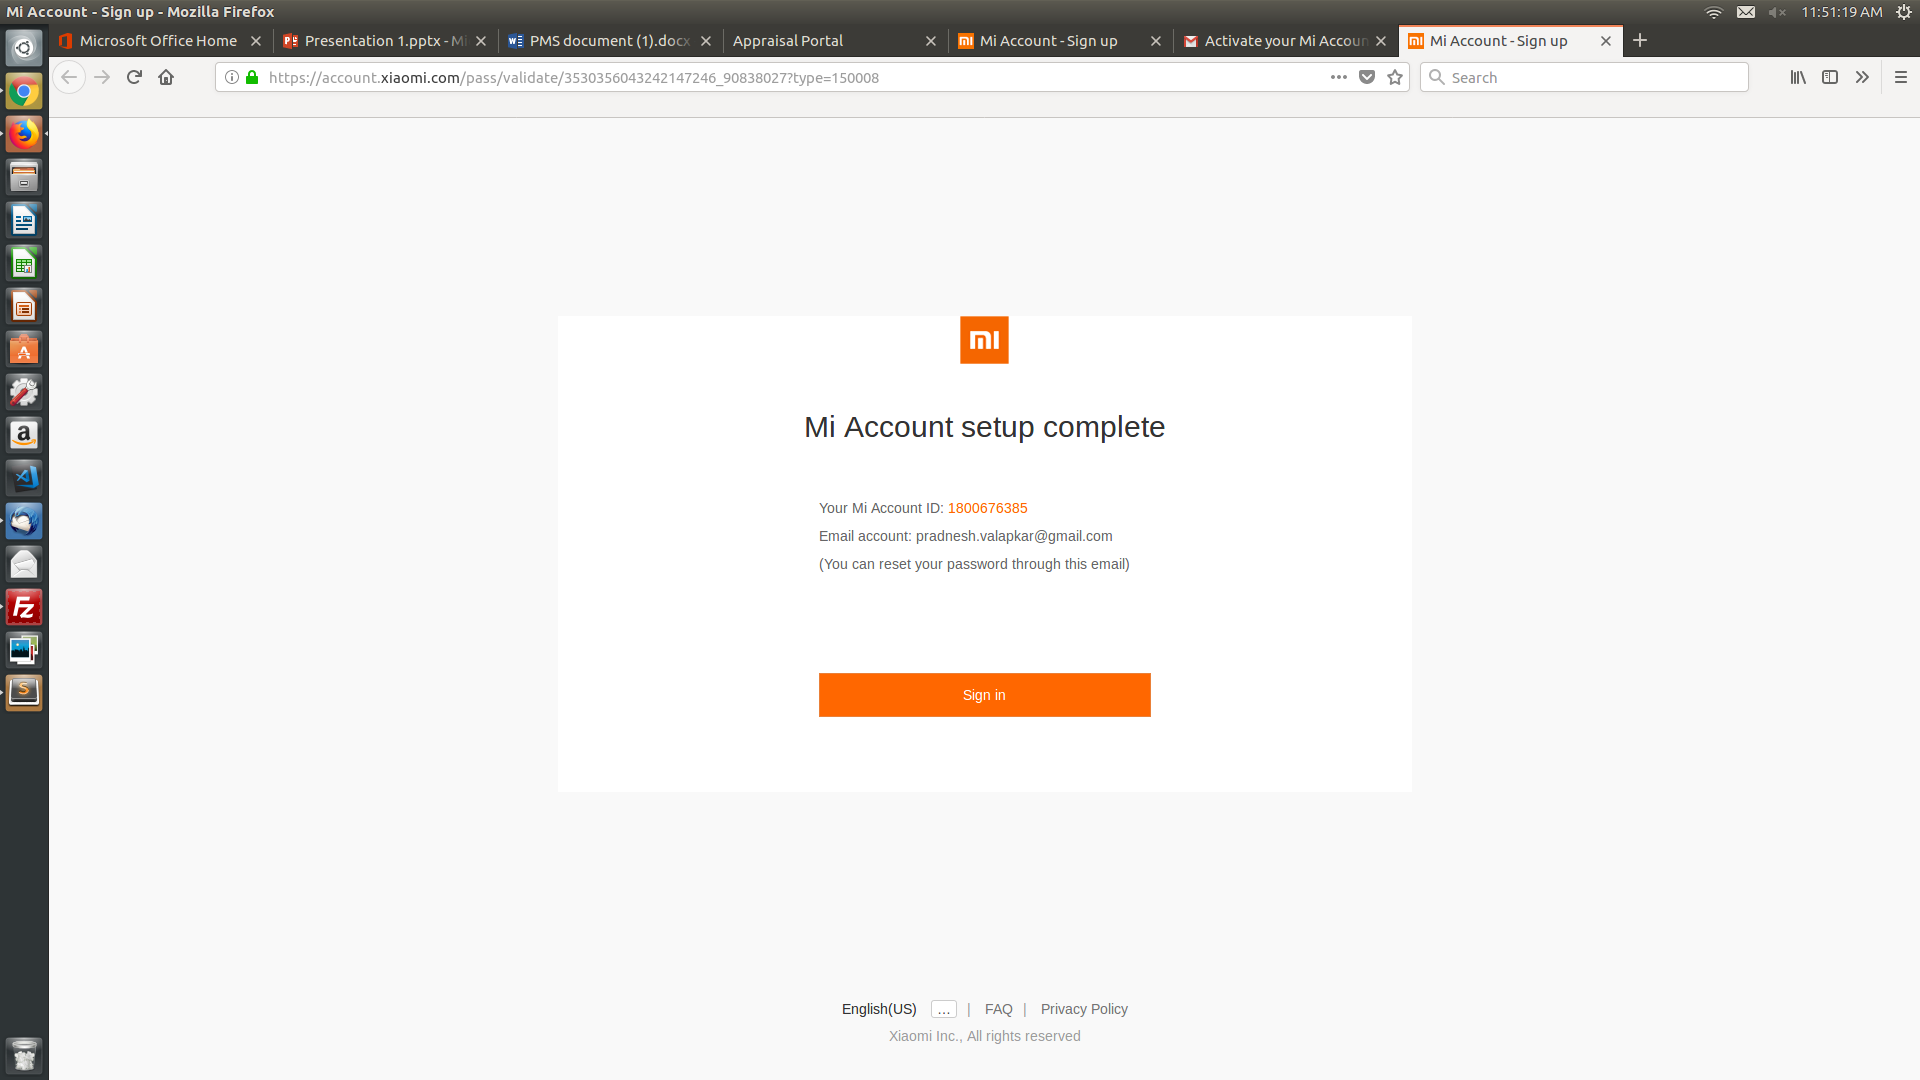 Mi Account - Sign up - Mozilla Firefox
11:51:19 AM
Microsoft Office Home
Presentation 1.pptx - Mi
PMS document (1).docx
Appraisal Portal
Mi Account - Sign up
Activate your Mi Accoun
Mi Account - Sign up
https://account.xiaomi.com/pass/validate/3530356043242147246_90838027?type=150008
Search
mi
Mi Account setup complete
Your Mi Account ID: 1800676385
Email account: pradnesh.valapkar@gmail.com
(You can reset your password through this email)
Sign in
English(US) ... | FAQ | Privacy Policy
Xiaomi Inc., All rights reserved